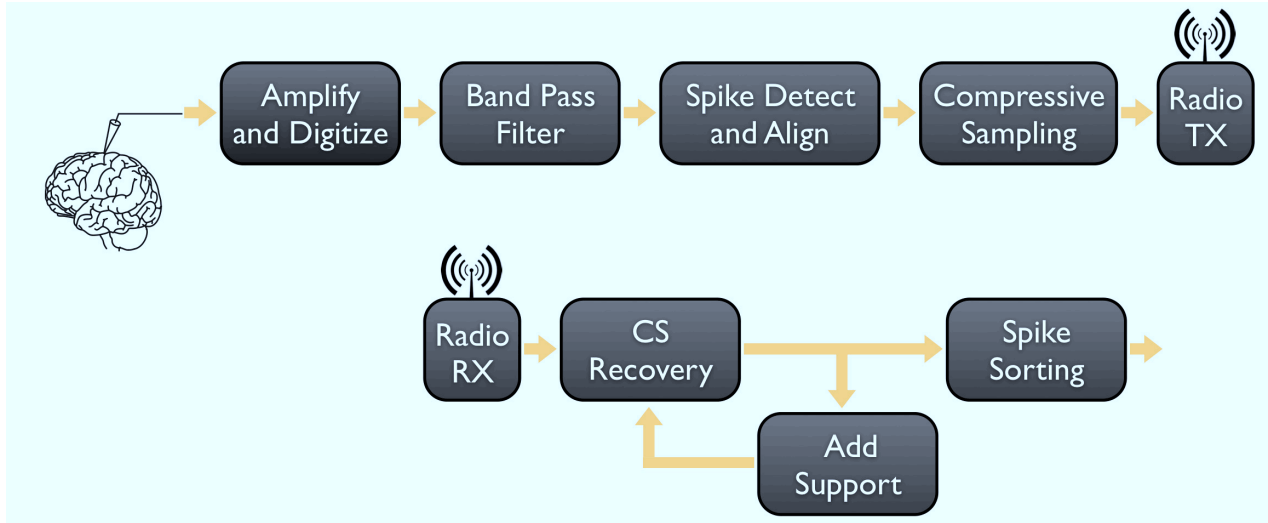 Amplify
and Digitize
Band Pass
Filter
Spike Detect
and Align
Compressive
Sampling
Radio
TX
Radio
RX
CS
Recovery
Spike
Sorting
Add
Support